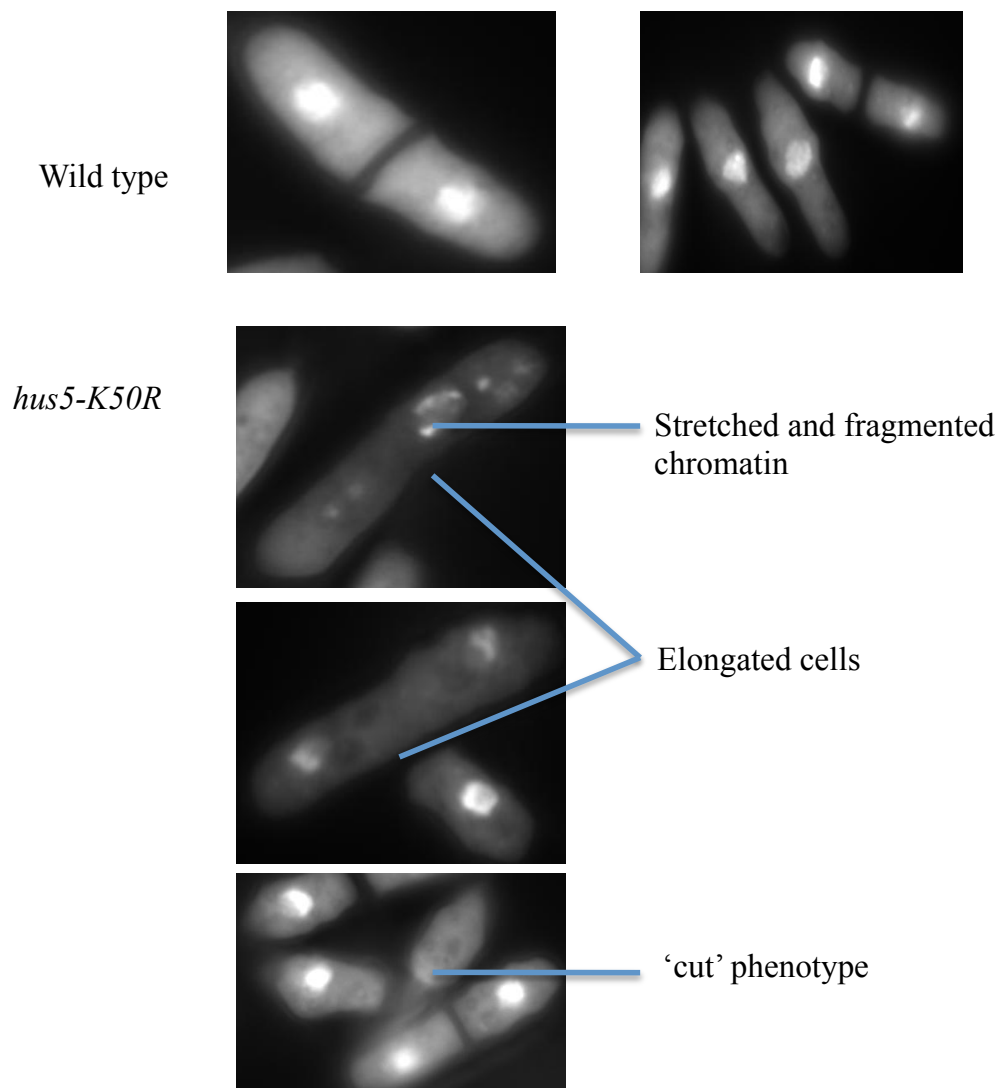 Wild type
hus5-K50R
Stretched and fragmented
chromatin
Elongated cells
‘cut’ phenotype